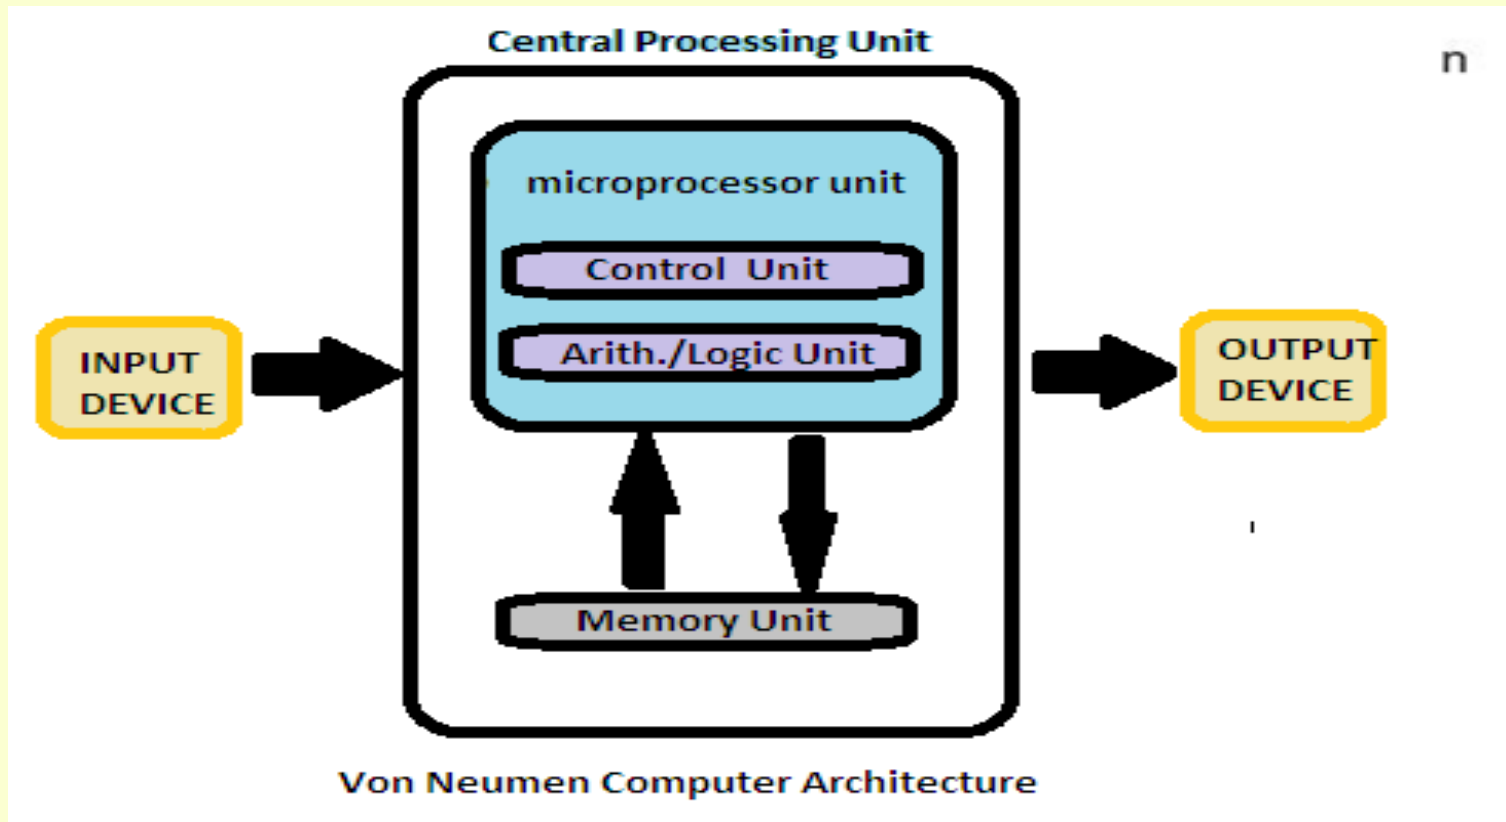 Central Processing Unit
n
microprocessor unit
Control Unit
Arith./Logic Unit
INPUT
DEVICE
OUTPUT
DEVICE
Memory Unit
Von Neumen Computer Architecture